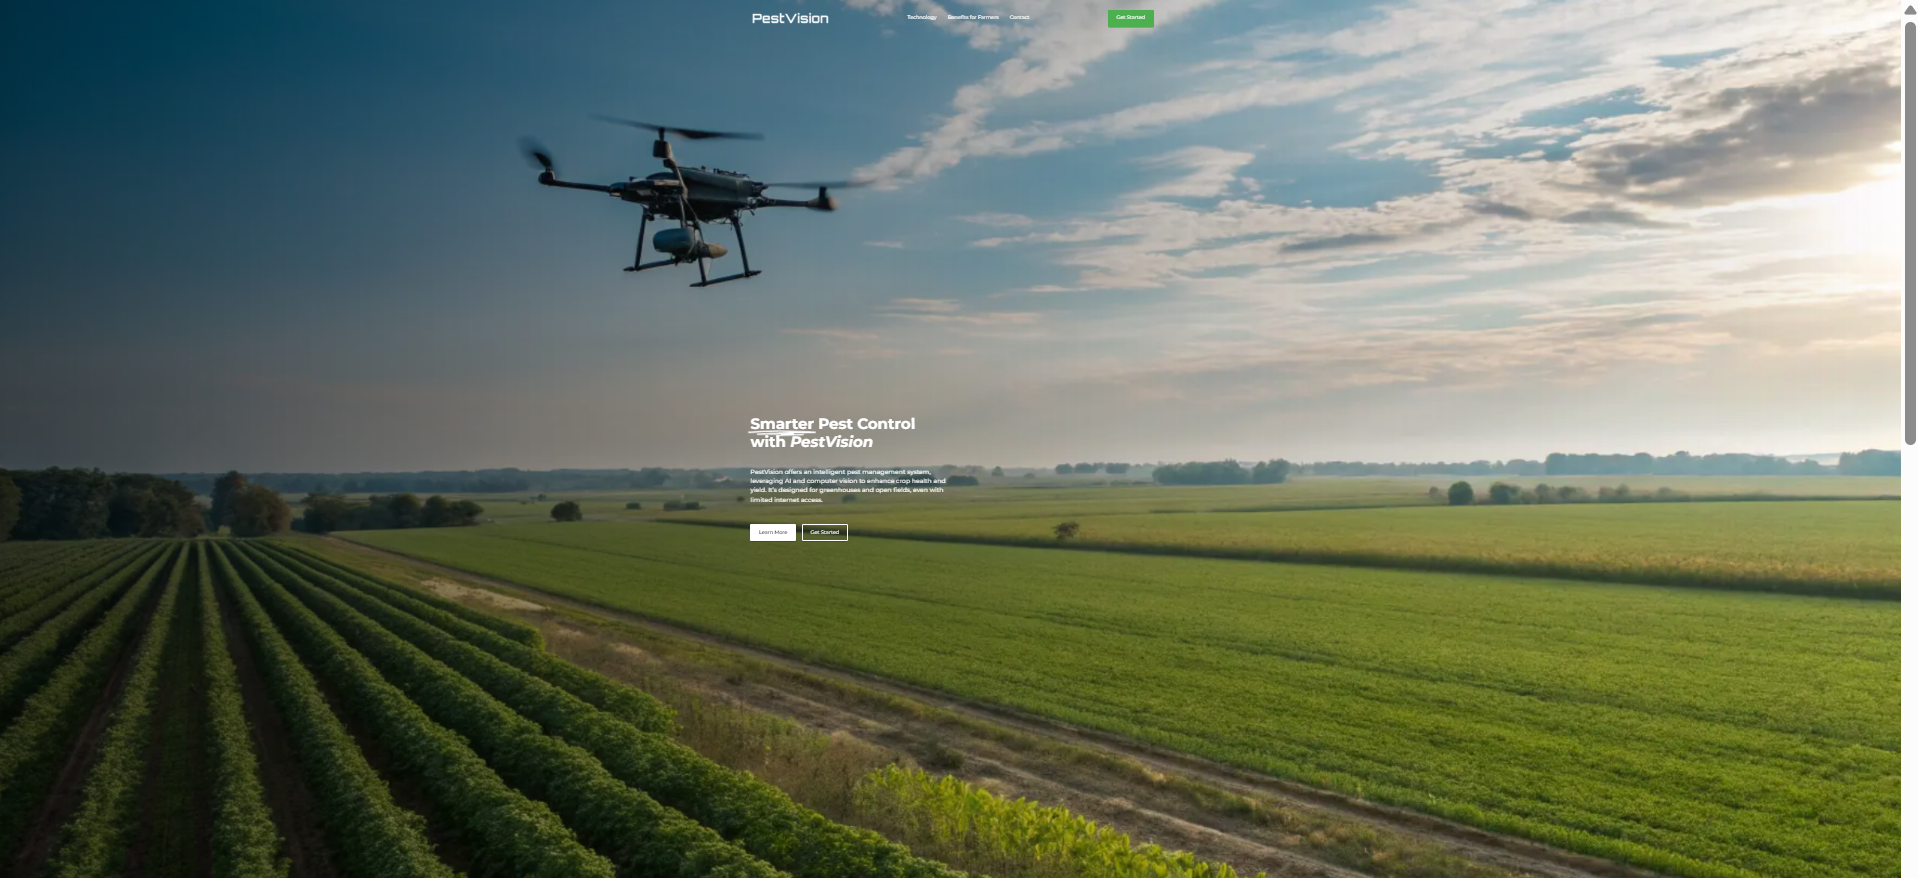 PestVision
Technology Benefits for Farmers Contact
Get Started
Smarter Pest Control
with PestVision
PestVision offers an intelligent pest management system,
leveraging AI and computer vision to enhance crop health and
yield. It's designed for greenhouses and open fields, even with
limited internet access.
Learn More Get Started